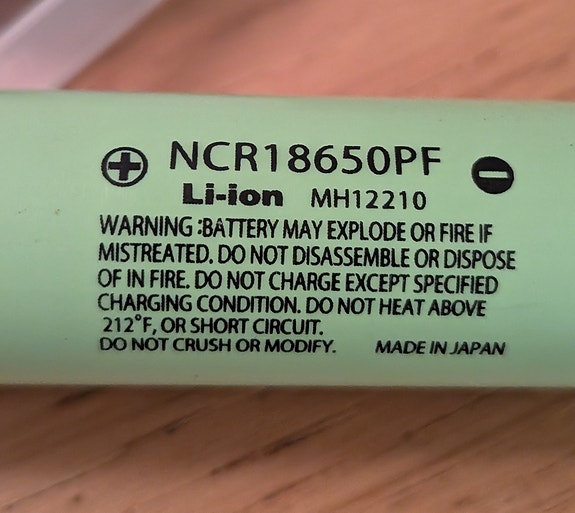 NCR18650PF
Li-ion MH12210
WARNING :BATTERY MAY EXPLODE OR FIRE IF
MISTREATED. DO NOT DISASSEMBLE OR DISPOSE
OF IN FIRE. DO NOT CHARGE EXCEPT SPECIFIED
CHARGING CONDITION. DO NOT HEAT ABOVE
212°F, OR SHORT CIRCUIT.
DO NOT CRUSH OR MODIFY. MADE IN JAPAN